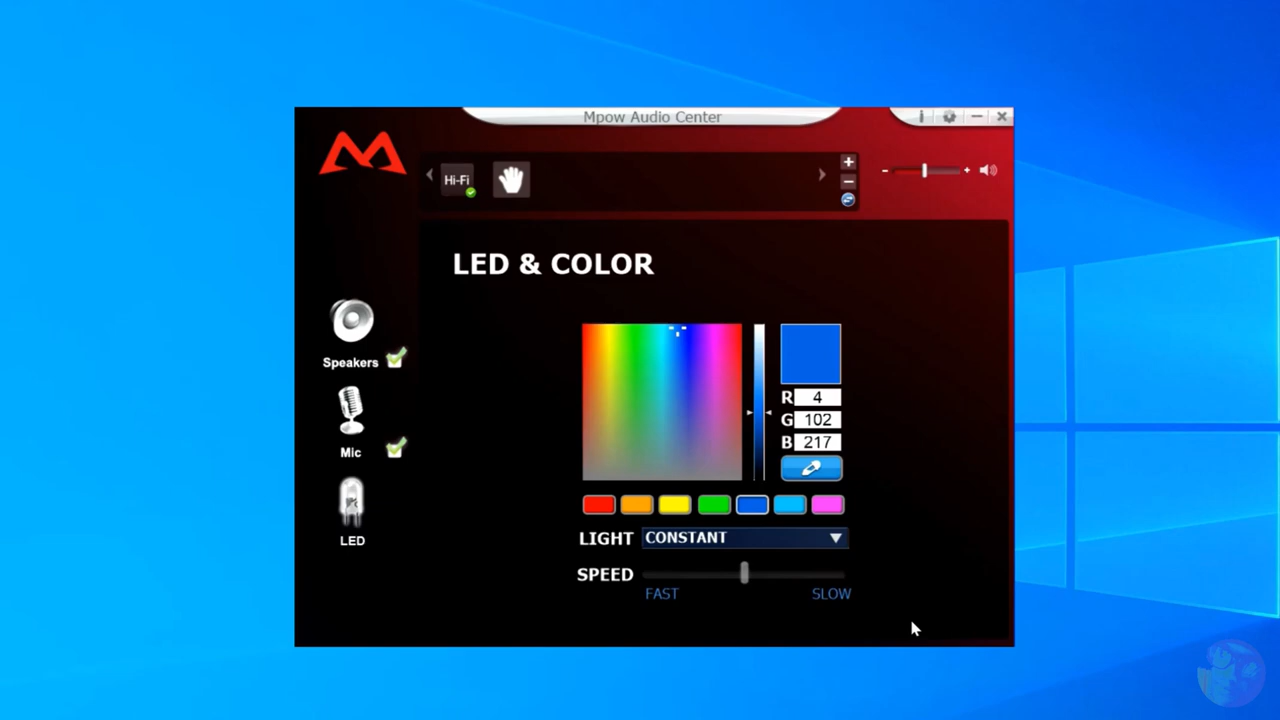 Mpow Audio Center
Hi-Fi
LED & COLOR
Speakers
Mic
LED
R 4
G 102
B 217
LIGHT CONSTANT
SPEED
FAST SLOW